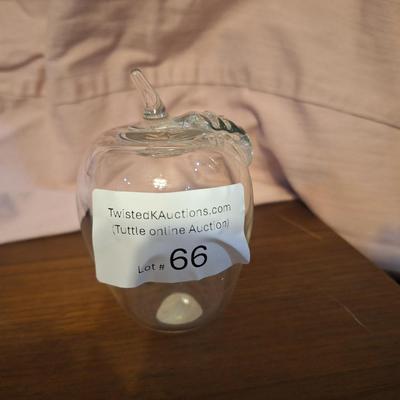 TwistedKAuctions.com
(Tuttle online Auction)
Lot # 66